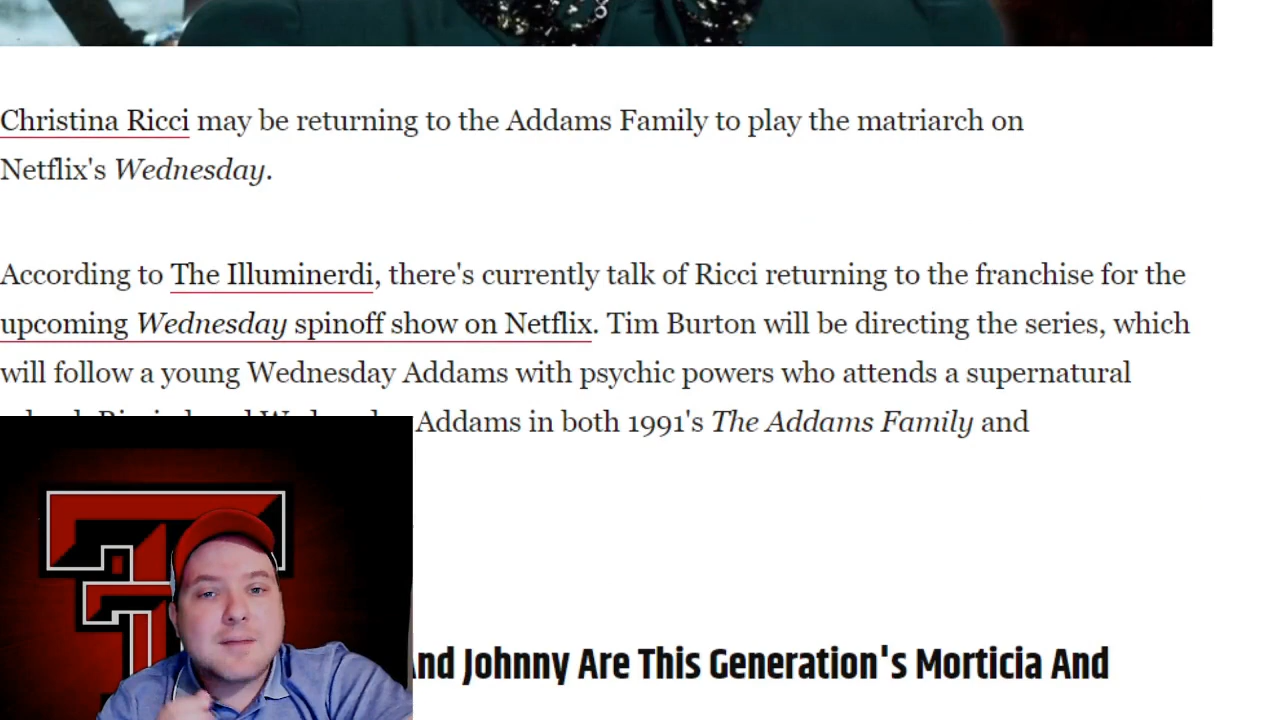 Christina Ricci may be returning to the Addams Family to play the matriarch on
Netflix's Wednesday.
According to The Illuminerdi, there's currently talk of Ricci returning to the franchise for the
upcoming Wednesday spinoff show on Netflix. Tim Burton will be directing the series, which
will follow a young Wednesday Addams with psychic powers who attends a supernatural
Addams in both 1991's The Addams Family and
And Johnny Are This Generation's Morticia And